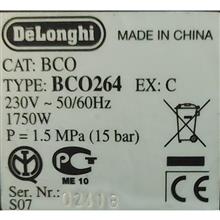 DeLonghi
MADE IN CHINA
CAT: BCO
TYPE: BCO264 EX: C
230V ~ 50/60Hz
1750W
P = 1.5 MPa (15 bar)
ME 10
Ser. Nr.:
S07